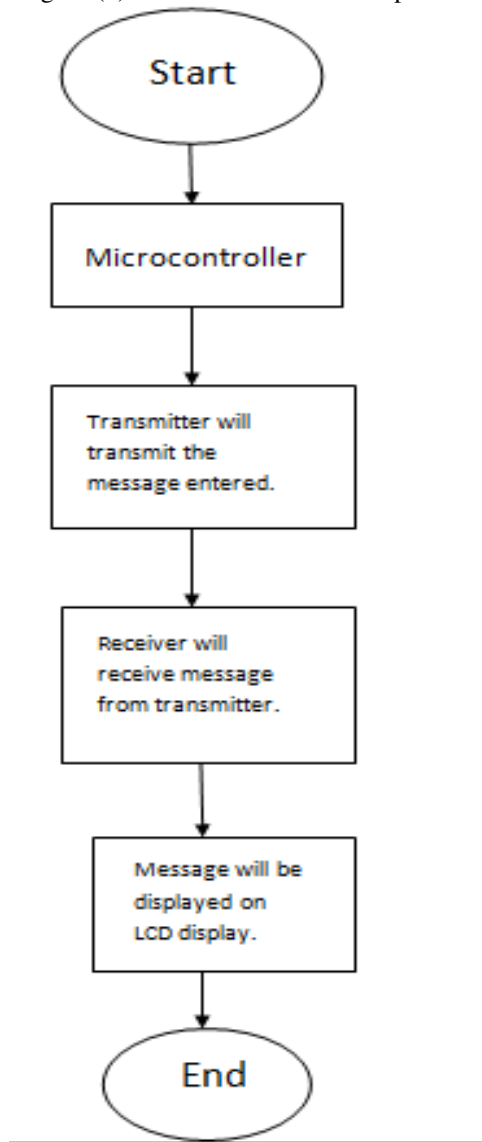 Start
Microcontroller
Transmitter will
transmit the
message entered.
Receiver will
receive message
from transmitter.
Message will be
displayed on
LCD display.
End